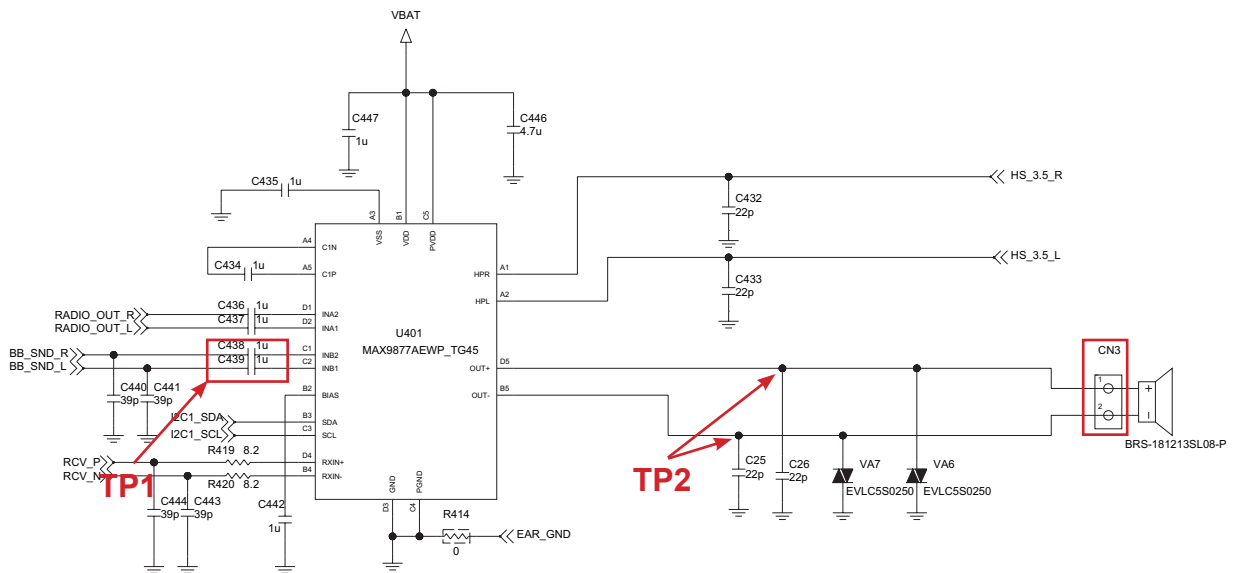 VBAT
C447
1u
C446
4.7u
C435 1u
HS_3.5_R
C432
22p
A3 B1 C5
VSS VDD PVDD
A4 C1N
C434 1u
A5 C1P
HPR A1
HS_3.5_L
C433
22p
HPL A2
C436 1u
RADIO_OUT_R D1 INA2
C437 1u
RADIO_OUT_L D2 INA1
U401
MAX9877AEWP_TG45
C438 1u
BB_SND_R C1 INB2
C439 1u
BB_SND_L C2 INB1
OUT+ D5
CN3
1
2
+
–
BRS-181213SL08-P
C440 C441
39p 39p
B2 BIAS
OUT- B5
I2C1_SDA B3 SDA
I2C1_SCL C3 SCL
R419 8.2
RCV_P D4 RXIN+
RCV_N B4 RXIN-
R420 8.2
TP1
TP2
C25
22p
C26
22p
VA7
EVLC5S0250
VA6
EVLC5S0250
C444 C443
39p 39p
C442
1u
GND PGND
D3 C4
R414
0
EAR_GND